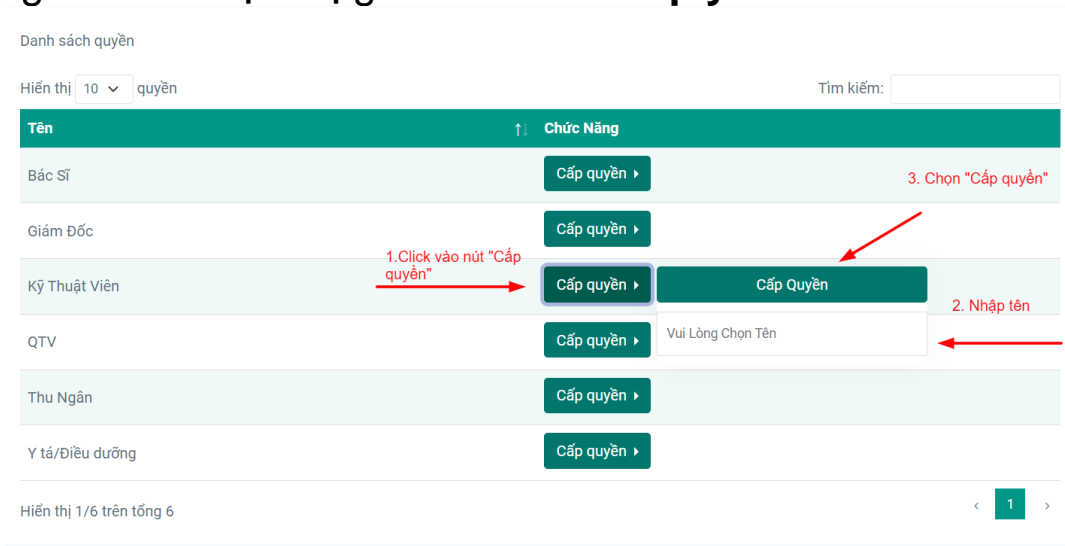 Danh sách quyền
Hiển thị 10 quyền Tìm kiếm:
Tên Chức Năng
Bác Sĩ Cấp quyền
3. Chọn "Cấp quyền"
Giám Đốc Cấp quyền
1.Click vào nút "Cấp
quyền"
Kỹ Thuật Viên Cấp quyền Cấp Quyền
2. Nhập tên
QTV Cấp quyền Vui Lòng Chọn Tên
Thu Ngân Cấp quyền
Y tá/Điều dưỡng Cấp quyền
Hiển thị 1/6 trên tổng 6 ‹ 1 ›